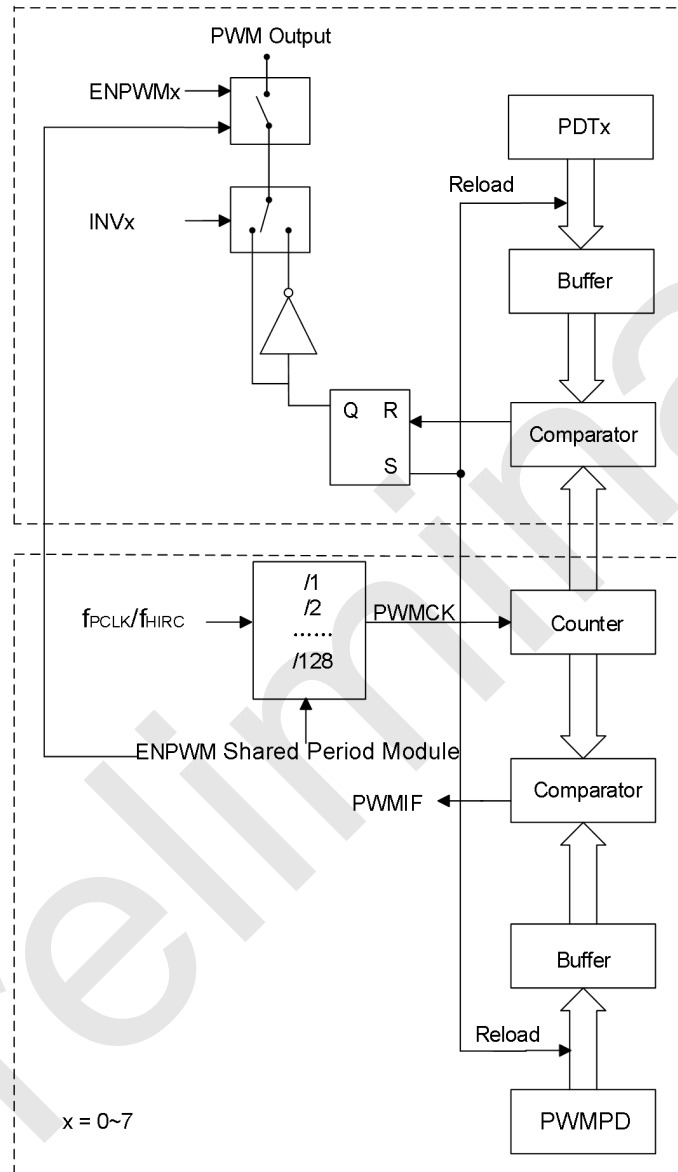 PWM Output
ENPWMx
PDTx
Reload
INVx
Buffer
Q R
S
Comparator
/1
/2
......
/128
fPCLK/fHIRC
PWMCK
Counter
ENPWM Shared Period Module
PWMIF
Comparator
Buffer
Reload
PWMPD
x = 0~7